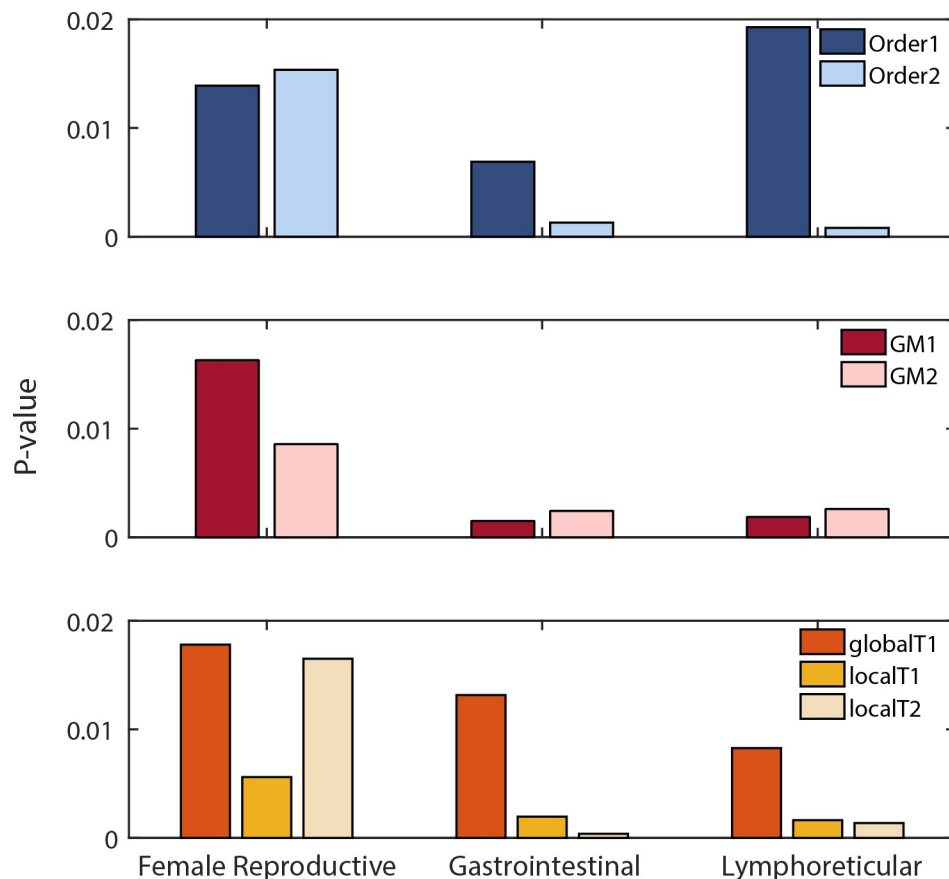 0.02
0.01
0
Order1
Order2
0.02
0.01
0
GM1
GM2
P-value
0.02
0.01
0
globalT1
localT1
localT2
Female Reproductive
Gastrointestinal
Lymphoreticular